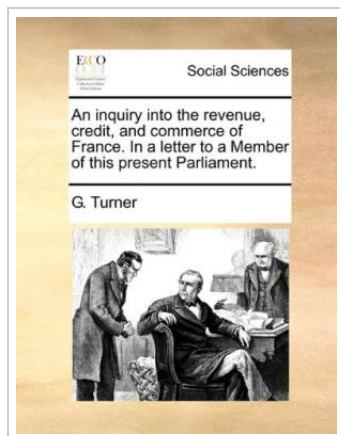 ECCO
Social Sciences
An inquiry into the revenue,
credit, and commerce of
France. In a letter to a Member
of this present Parliament.
G. Turner